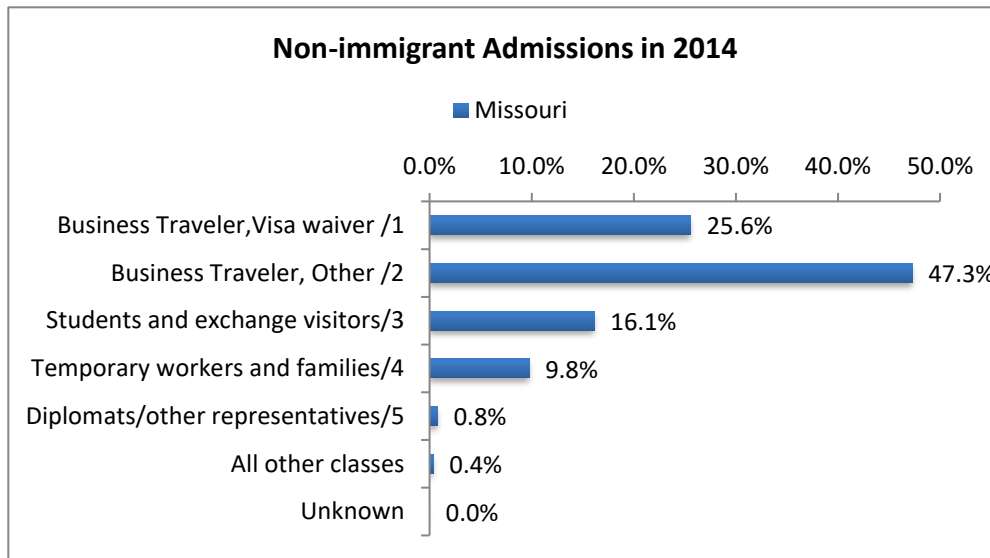 Non-immigrant Admissions in 2014
Missouri
0.0% 10.0% 20.0% 30.0% 40.0% 50.0%
Business Traveler,Visa waiver /1 25.6%
Business Traveler, Other /2 47.3%
Students and exchange visitors/3 16.1%
Temporary workers and families/4 9.8%
Diplomats/other representatives/5 0.8%
All other classes 0.4%
Unknown 0.0%